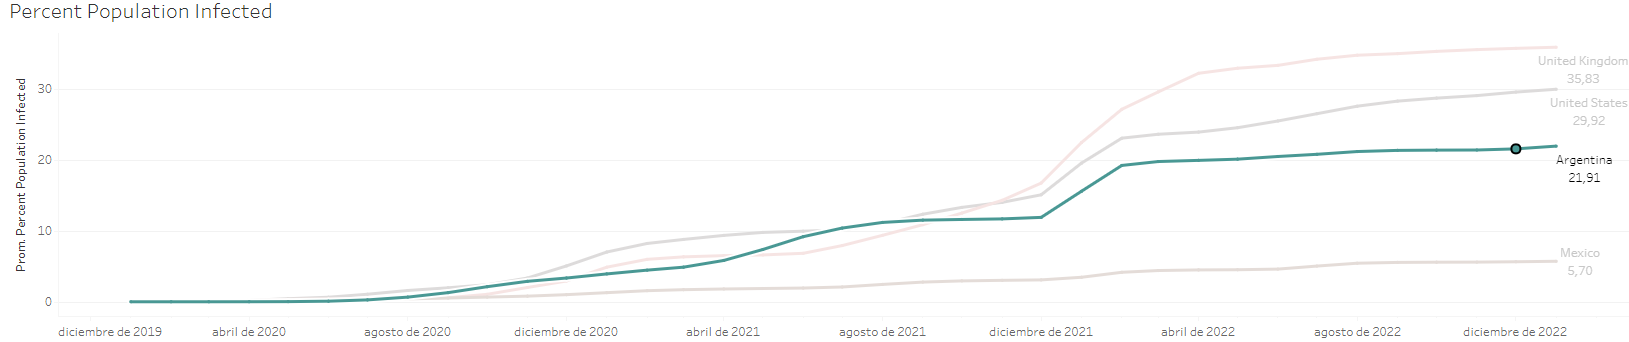 Percent Population Infected
Prom. Percent Population Infected
30
20
10
0
United Kingdom
35,83
United States
29,92
Argentina
21,91
Mexico
5,70
diciembre de 2019
abril de 2020
agosto de 2020
diciembre de 2020
abril de 2021
agosto de 2021
diciembre de 2021
abril de 2022
agosto de 2022
diciembre de 2022